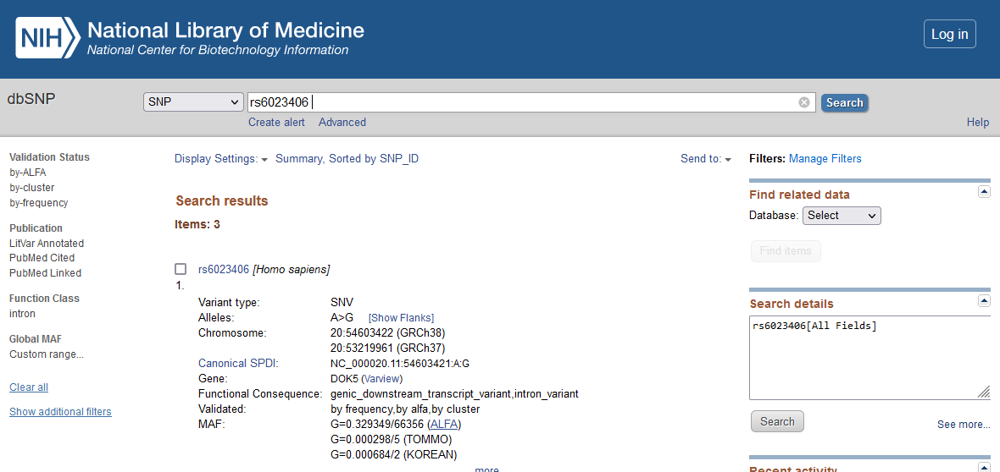 NIH
National Library of Medicine
National Center for Biotechnology Information
Log in
dbSNP
SNP
rs6023406
Search
Create alert
Advanced
Help
Validation Status
by-ALFA
by-cluster
by-frequency
Publication
LitVar Annotated
PubMed Cited
PubMed Linked
Function Class
intron
Global MAF
Custom range...
Clear all
Show additional filters
Display Settings:
Summary, Sorted by SNP_ID
Send to:
Search results
Items: 3
rs6023406 [Homo sapiens]
1.
Variant type: SNV
Alleles: A>G [Show Flanks]
Chromosome: 20:54603422 (GRCh38)
20:53219961 (GRCh37)
Canonical SPDI: NC_000020.11:54603421:A:G
Gene: DOK5 (Varview)
Functional Consequence: genic_downstream_transcript_variant,intron_variant
Validated: by frequency,by alfa,by cluster
MAF: G=0.329349/66356 (ALFA)
G=0.000298/5 (TOMMO)
G=0.000684/2 (KOREAN)
more
Filters: Manage Filters
Find related data
Database: Select
Find items
Search details
rs6023406[All Fields]
Search
See more...
Recent activity